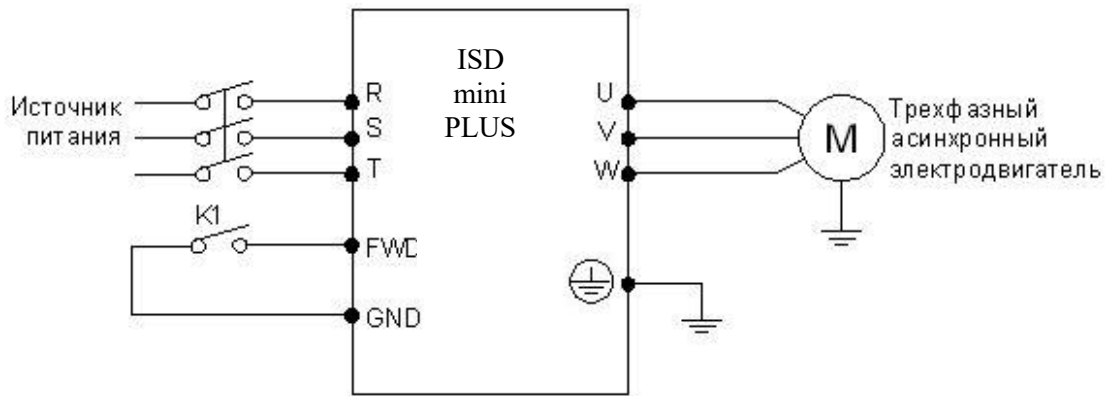 ISD
mini
PLUS
Источник
питания
R
S
T
K1
FWD
GND
U
V
W
M
Трехфазный
асинхронный
электродвигатель